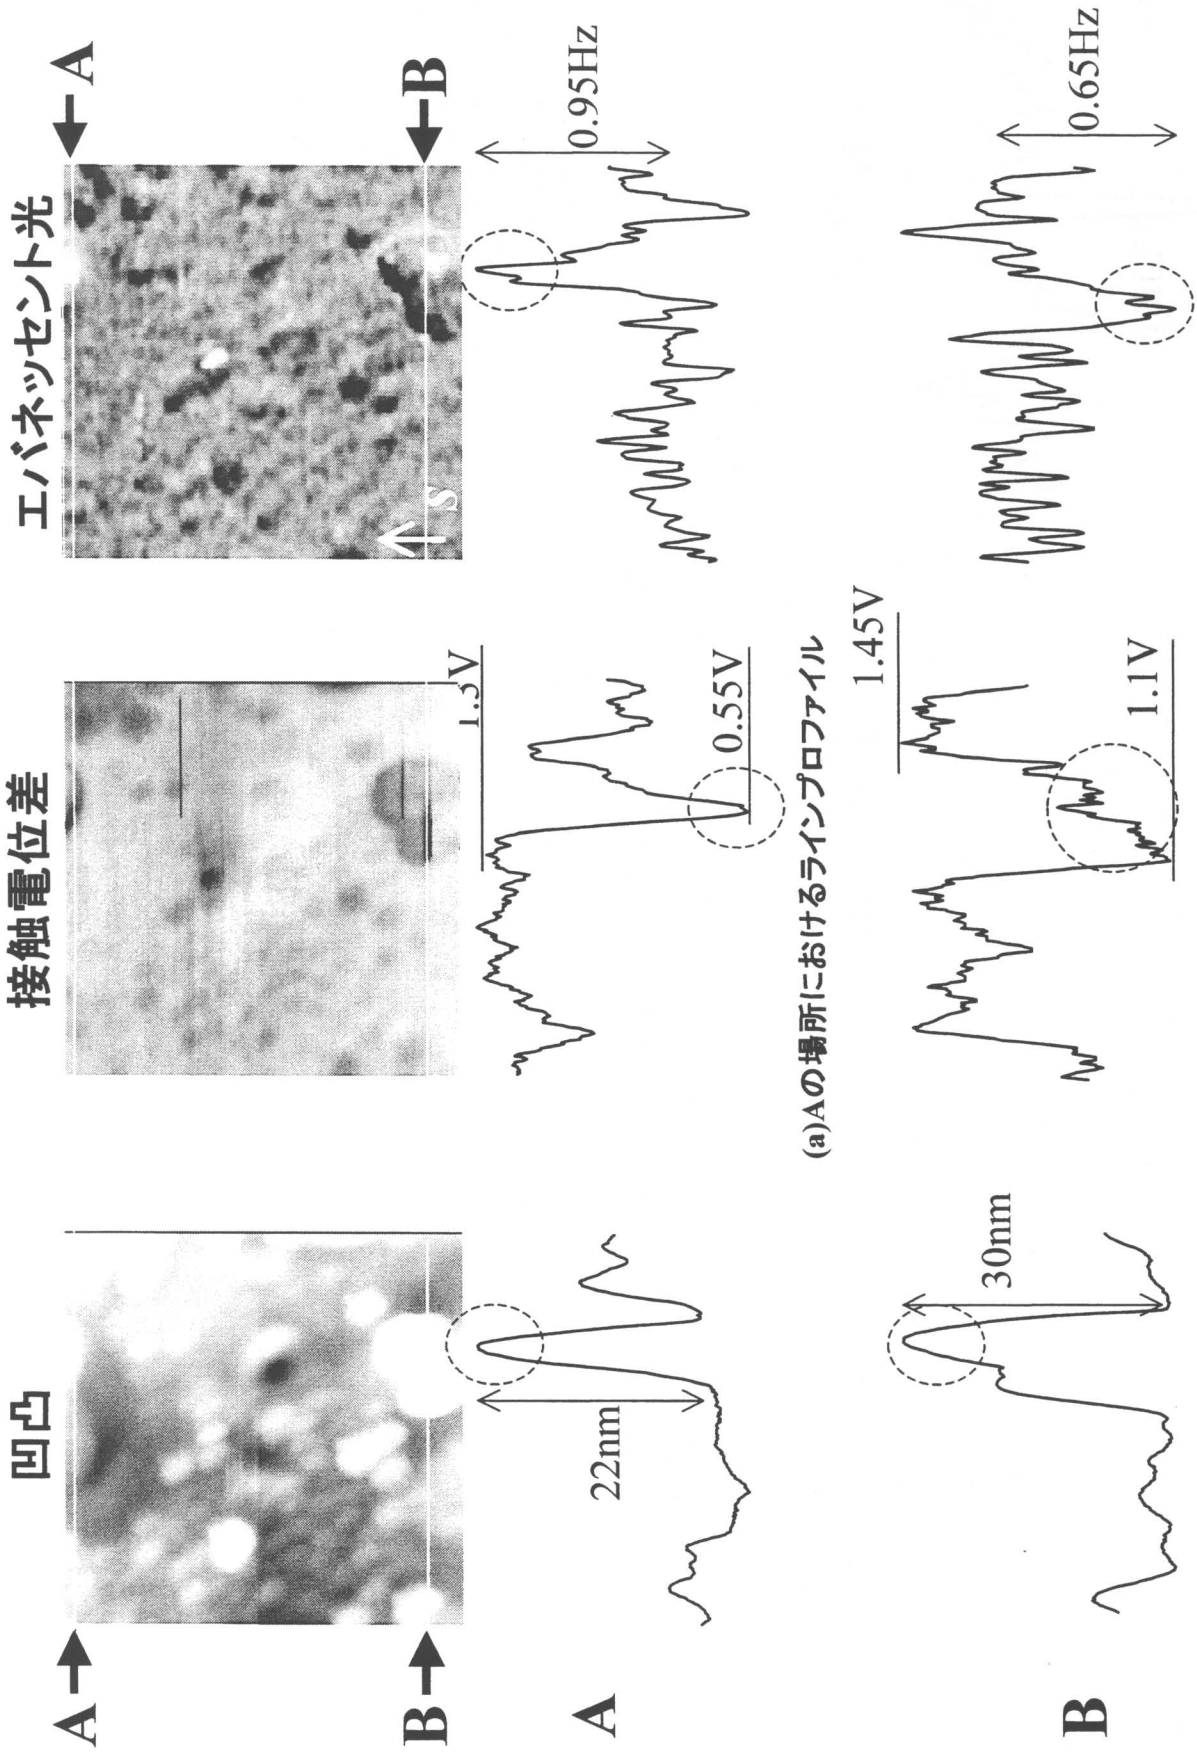 凹凸
接触電位差
エバネッセント光
A
A
B
B
S
A
22nm
1.3V
0.55V
0.95Hz
(a)Aの場所におけるラインプロファイル
B
30nm
1.45V
1.1V
0.65Hz